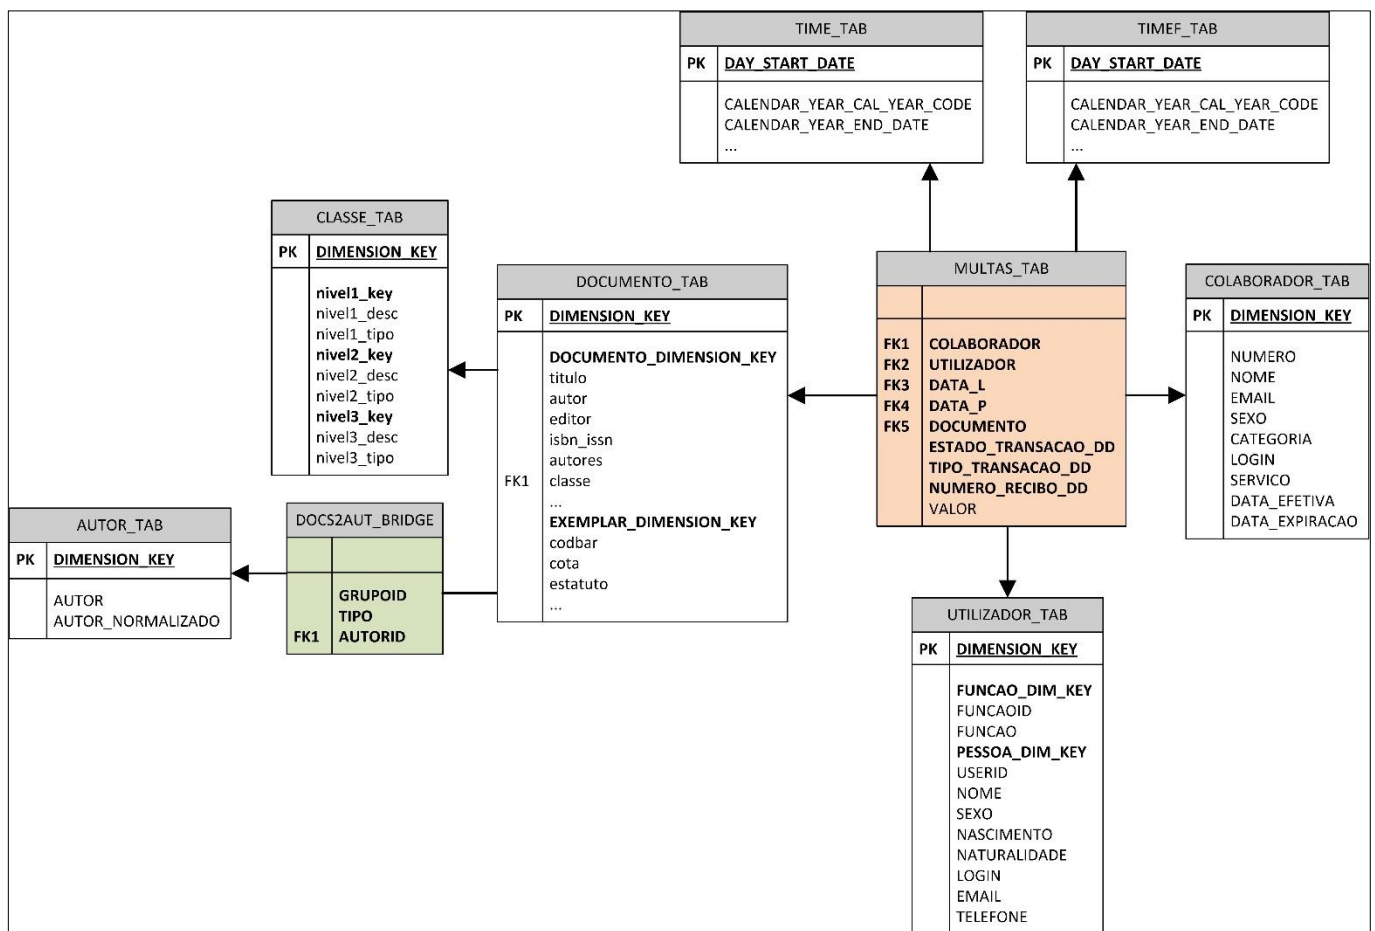 TIME_TAB
PK DAY_START_DATE
CALENDAR_YEAR_CAL_YEAR_CODE
CALENDAR_YEAR_END_DATE
...
TIMEF_TAB
PK DAY_START_DATE
CALENDAR_YEAR_CAL_YEAR_CODE
CALENDAR_YEAR_END_DATE
...
CLASSE_TAB
PK DIMENSION_KEY
nivel1_key
nivel1_desc
nivel1_tipo
nivel2_key
nivel2_desc
nivel2_tipo
nivel3_key
nivel3_desc
nivel3_tipo
DOCUMENTO_TAB
PK DIMENSION_KEY
DOCUMENTO_DIMENSION_KEY
titulo
autor
editor
isbn_issn
autores
FK1 classe
...
EXEMPLAR_DIMENSION_KEY
codbar
cota
estatuto
...
MULTAS_TAB
FK1 COLABORADOR
FK2 UTILIZADOR
FK3 DATA_L
FK4 DATA_P
FK5 DOCUMENTO
ESTADO_TRANSACAO_DD
TIPO_TRANSACAO_DD
NUMERO_RECIBO_DD
VALOR
COLABORADOR_TAB
PK DIMENSION_KEY
NUMERO
NOME
EMAIL
SEXO
CATEGORIA
LOGIN
SERVICO
DATA_EFETIVA
DATA_EXPIRACAO
AUTOR_TAB
PK DIMENSION_KEY
AUTOR
AUTOR_NORMALIZADO
DOCS2AUT_BRIDGE
GRUPOID
TIPO
FK1 AUTORID
UTILIZADOR_TAB
PK DIMENSION_KEY
FUNCAO_DIM_KEY
FUNCAOID
FUNCAO
PESSOA_DIM_KEY
USERID
NOME
SEXO
NASCIMENTO
NATURALIDADE
LOGIN
EMAIL
TELEFONE